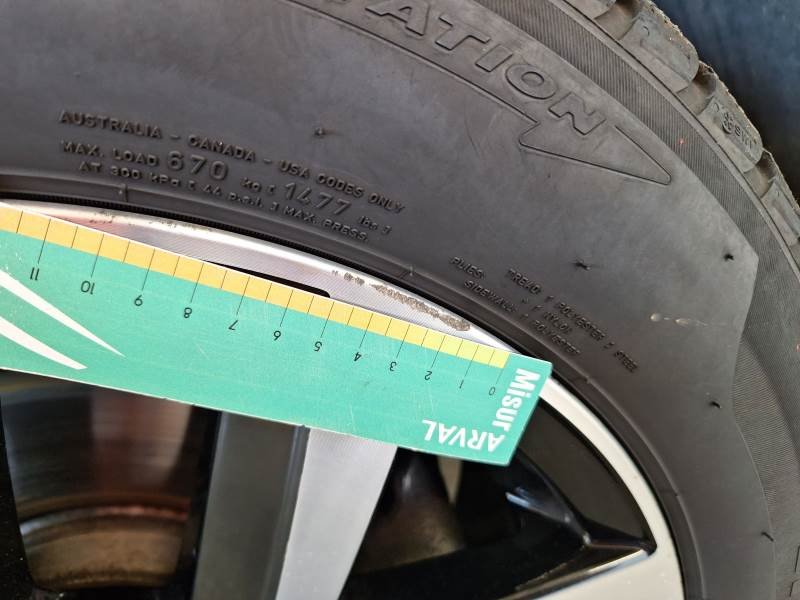 ATION
AUSTRALIA - CANADA - USA CODES ONLY
MAX. LOAD 670 KG ( 1477 lbs )
AT 300 KPa ( 44 p.s.i. ) MAX. PRESS.
PLIES: TREAD 1 POLYESTER 2 STEEL
+ 1 NYLON
SIDEWALL 1 POLYESTER
11 10 9 8 7 6 5 4 3 2 1 0
Misur
ARVAL